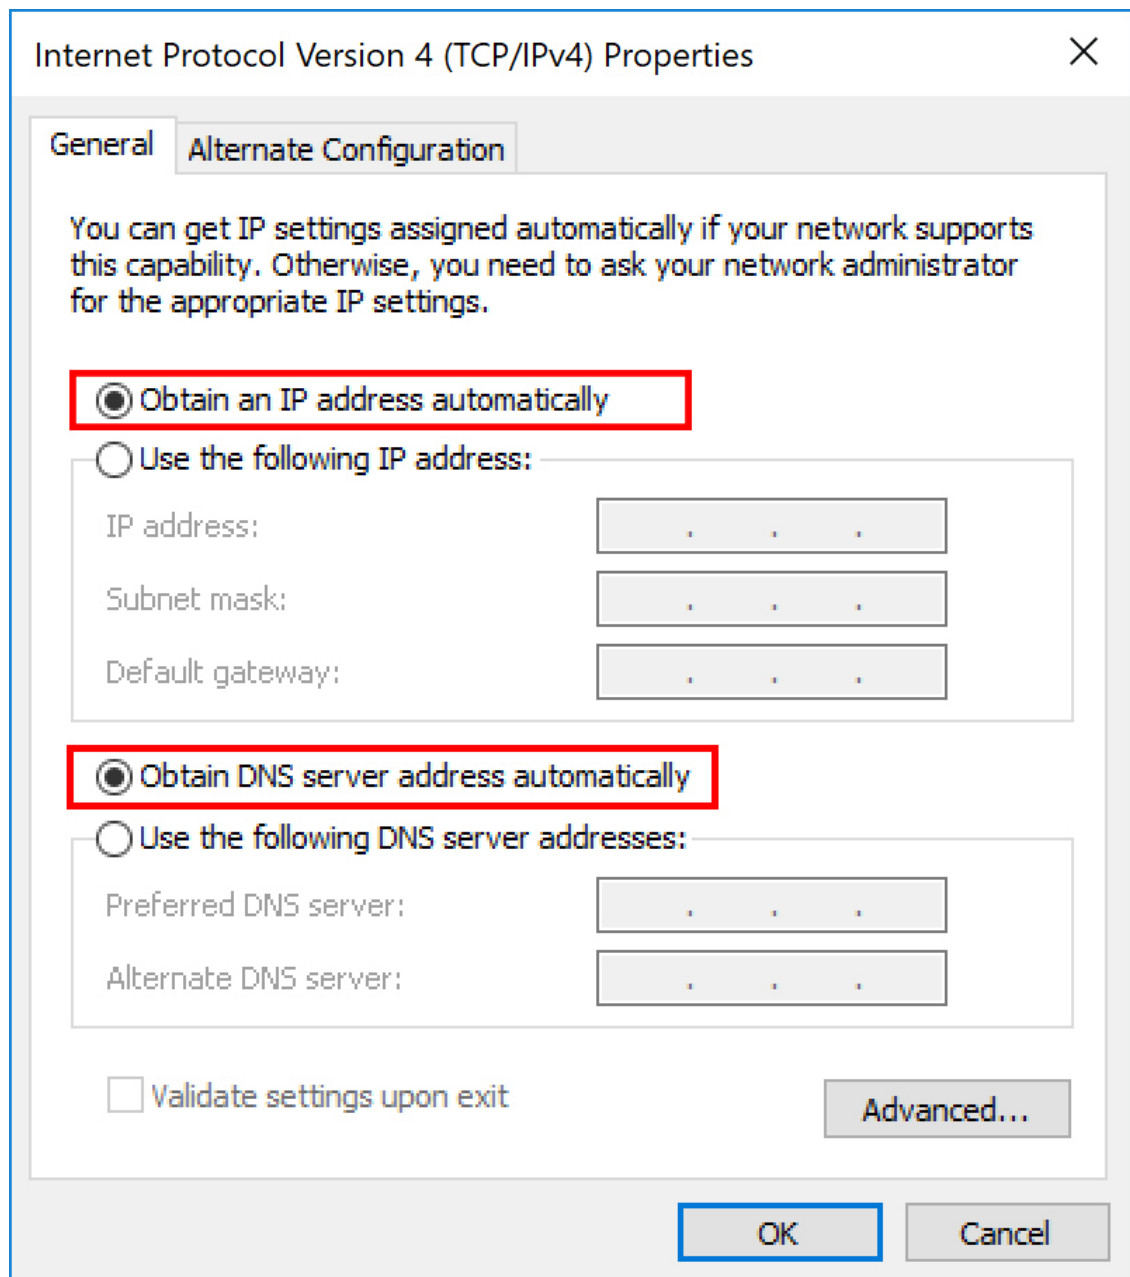 Internet Protocol Version 4 (TCP/IPv4) Properties
General
Alternate Configuration
You can get IP settings assigned automatically if your network supports
this capability. Otherwise, you need to ask your network administrator
for the appropriate IP settings.
Obtain an IP address automatically
Use the following IP address:
IP address:
Subnet mask:
Default gateway:
Obtain DNS server address automatically
Use the following DNS server addresses:
Preferred DNS server:
Alternate DNS server:
Validate settings upon exit
Advanced...
OK
Cancel